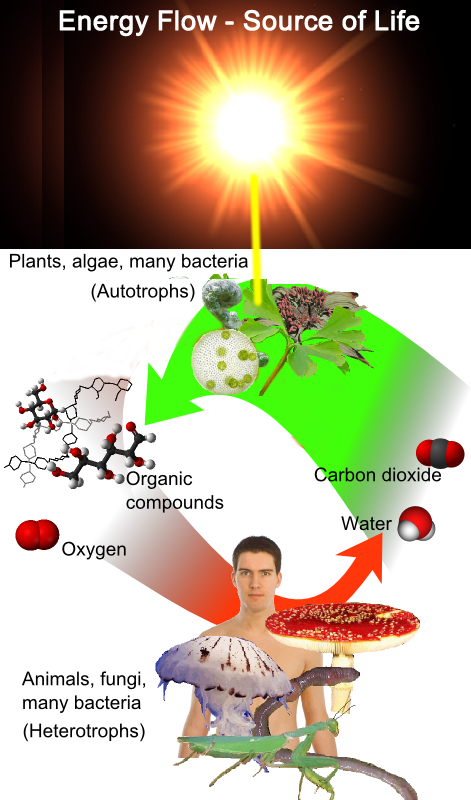 Energy Flow - Source of Life
Plants, algae, many bacteria
(Autotrophs)
Organic
compounds
Carbon dioxide
Water
Oxygen
Animals, fungi,
many bacteria
(Heterotrophs)